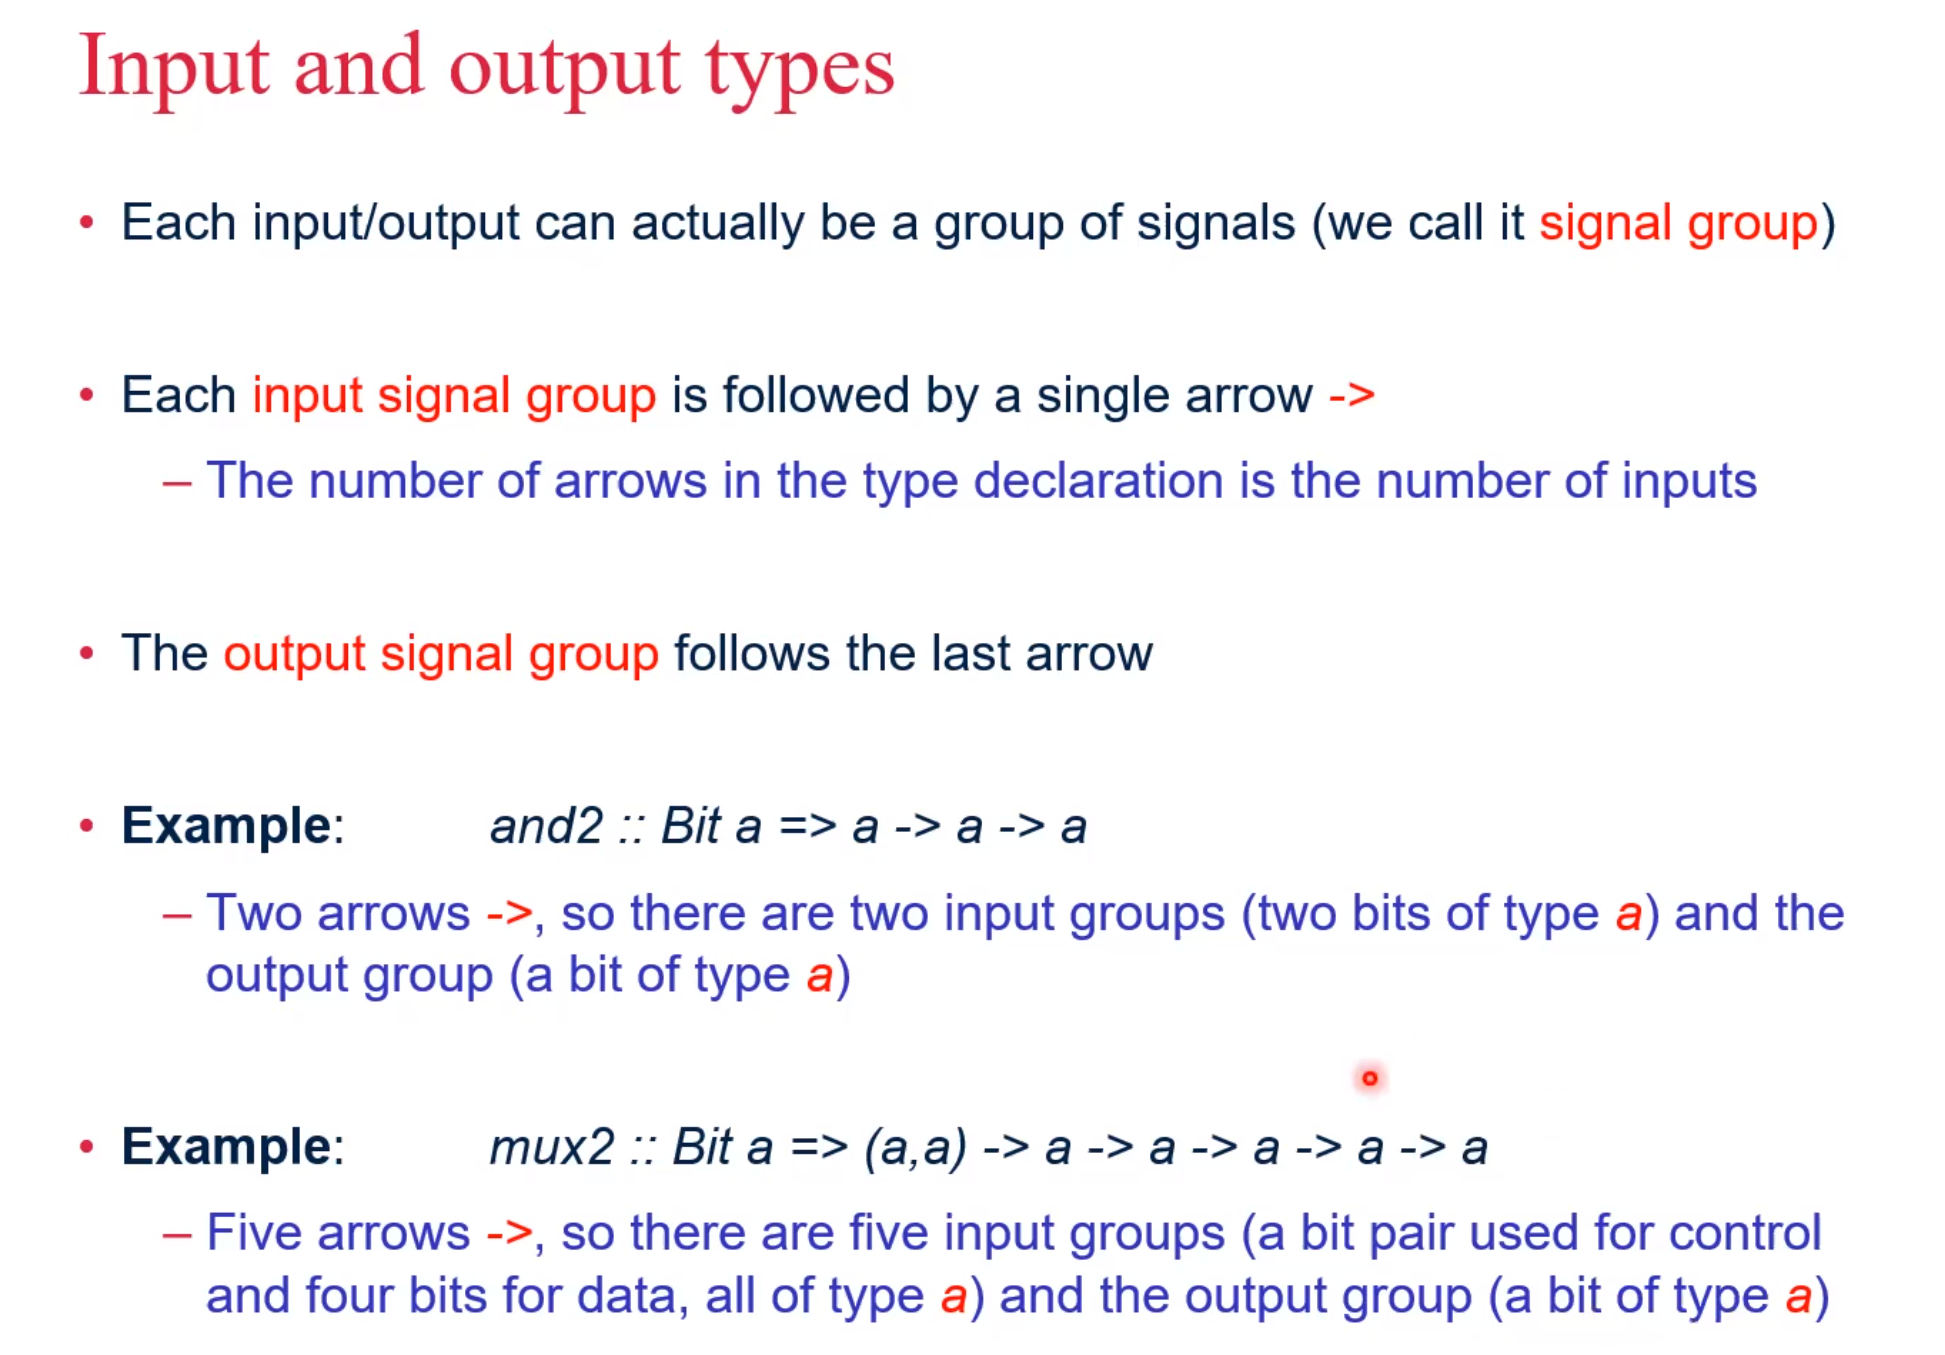 Input and output types
• Each input/output can actually be a group of signals (we call it signal group)
• Each input signal group is followed by a single arrow ->
– The number of arrows in the type declaration is the number of inputs
• The output signal group follows the last arrow
• Example: and2 :: Bit a => a -> a -> a
– Two arrows ->, so there are two input groups (two bits of type a) and the
output group (a bit of type a)
• Example: mux2 :: Bit a => (a,a) -> a -> a -> a -> a -> a
– Five arrows ->, so there are five input groups (a bit pair used for control
and four bits for data, all of type a) and the output group (a bit of type a)